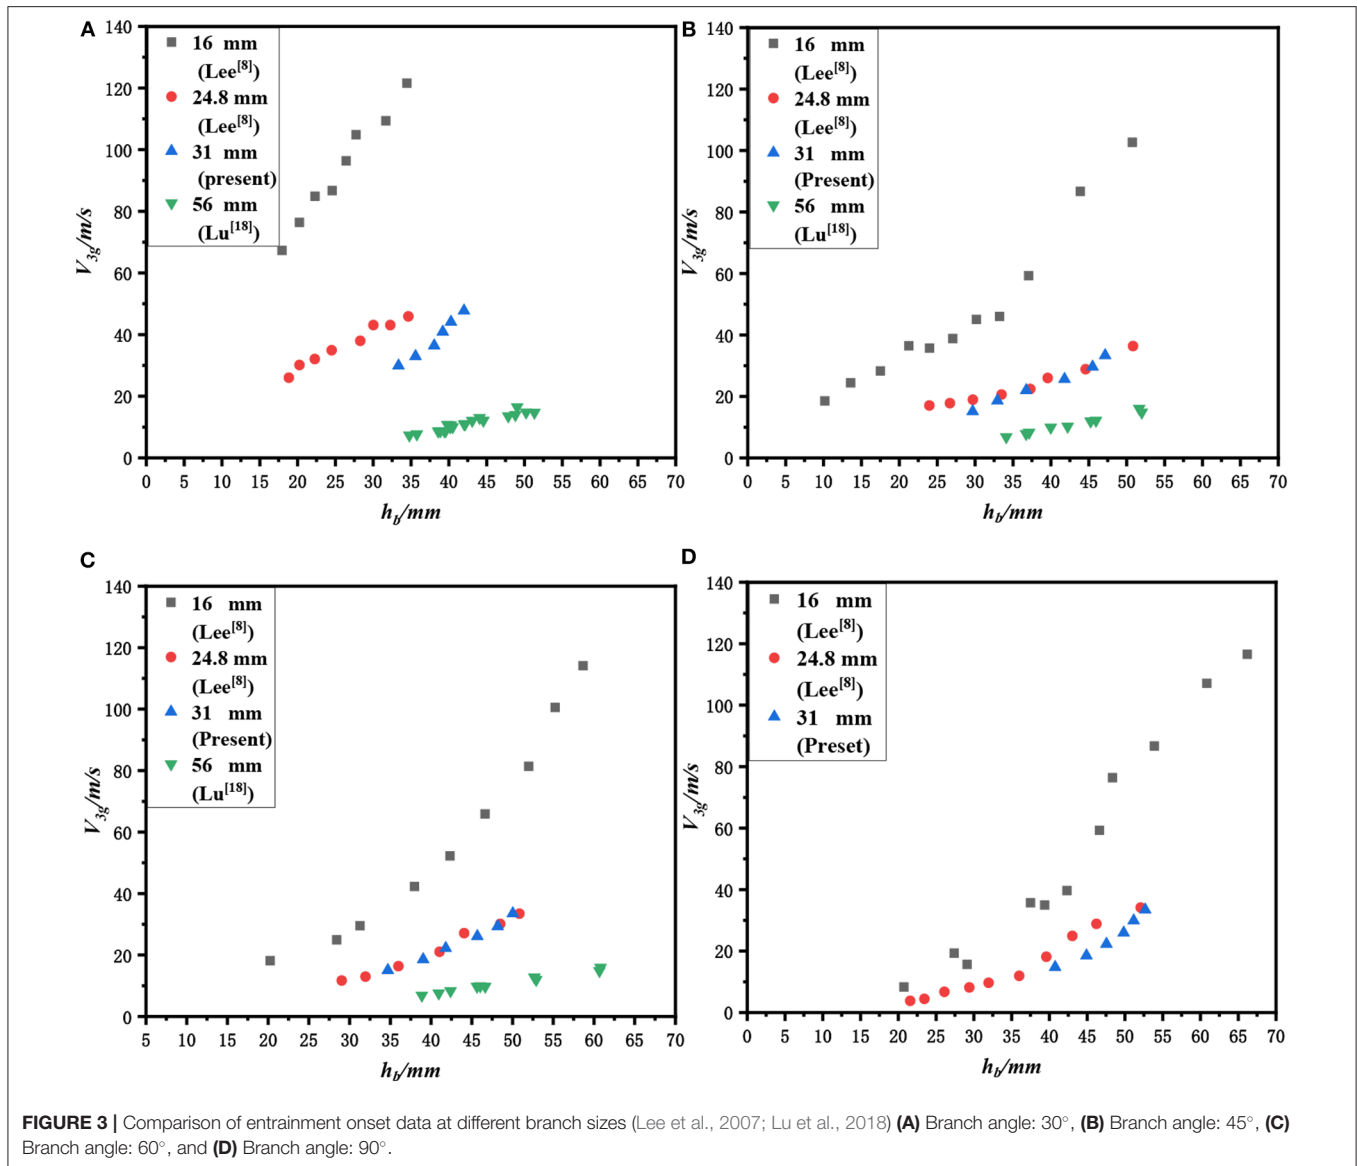 A
140
120
100
80
60
40
20
0
0 5 10 15 20 25 30 35 40 45 50 55 60 65 70
V3g/m/s
hb/mm
16 mm
(Lee[8])
24.8 mm
(Lee[8])
31 mm
(present)
56 mm
(Lu[18])
B
140
120
100
80
60
40
20
0
0 5 10 15 20 25 30 35 40 45 50 55 60 65 70
V3g/m/s
hb/mm
16 mm
(Lee[8])
24.8 mm
(Lee[8])
31 mm
(Present)
56 mm
(Lu[18])
C
140
120
100
80
60
40
20
0
5 10 15 20 25 30 35 40 45 50 55 60 65 70
V3g/m/s
hb/mm
16 mm
(Lee[8])
24.8 mm
(Lee[8])
31 mm
(Present)
56 mm
(Lu[18])
D
140
120
100
80
60
40
20
0
0 5 10 15 20 25 30 35 40 45 50 55 60 65 70
V3g/m/s
hb/mm
16 mm
(Lee[8])
24.8 mm
(Lee[8])
31 mm
(Preset)
FIGURE 3 | Comparison of entrainment onset data at different branch sizes (Lee et al., 2007; Lu et al., 2018) (A) Branch angle: 30°, (B) Branch angle: 45°, (C)
Branch angle: 60°, and (D) Branch angle: 90°.